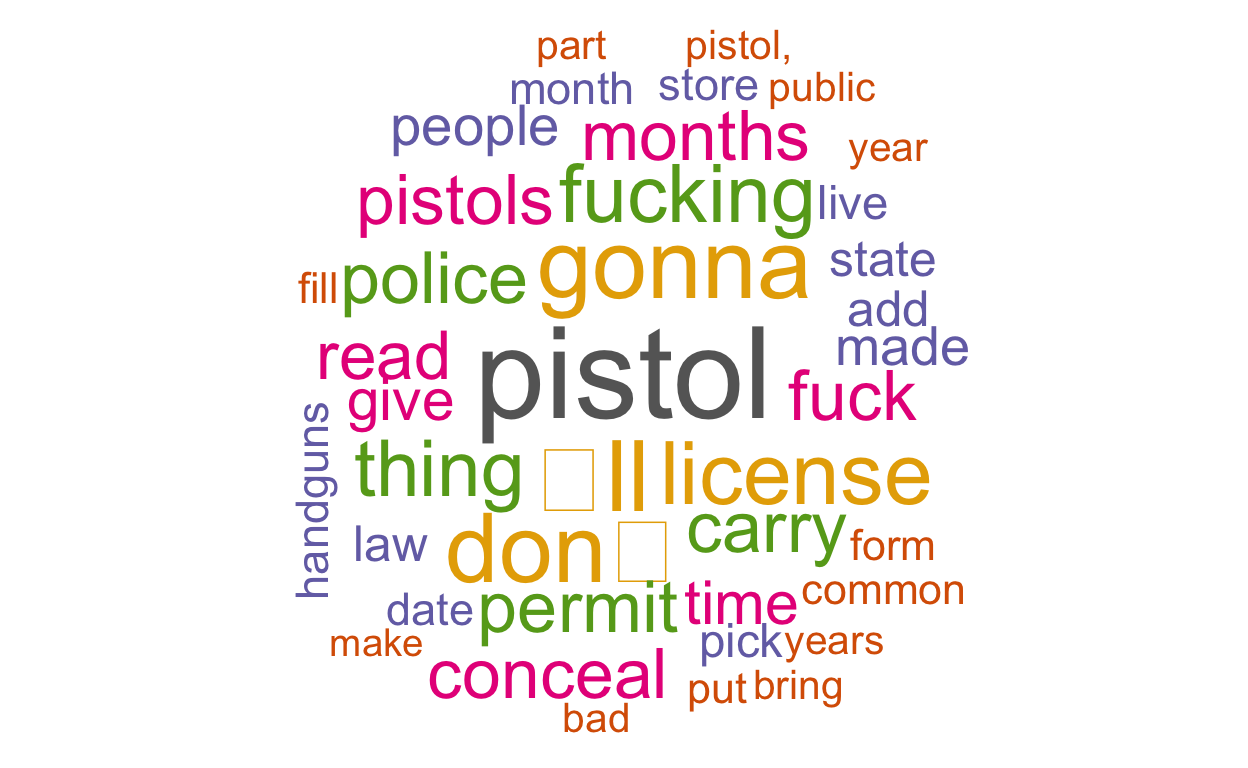 part pistol,
month store public
people months year
pistols fucking live
police gonna state
fill add
read pistol made
give fuck
handguns
thing □ll license
law don□ carry form
date permit time common
make pick years
conceal put bring
bad